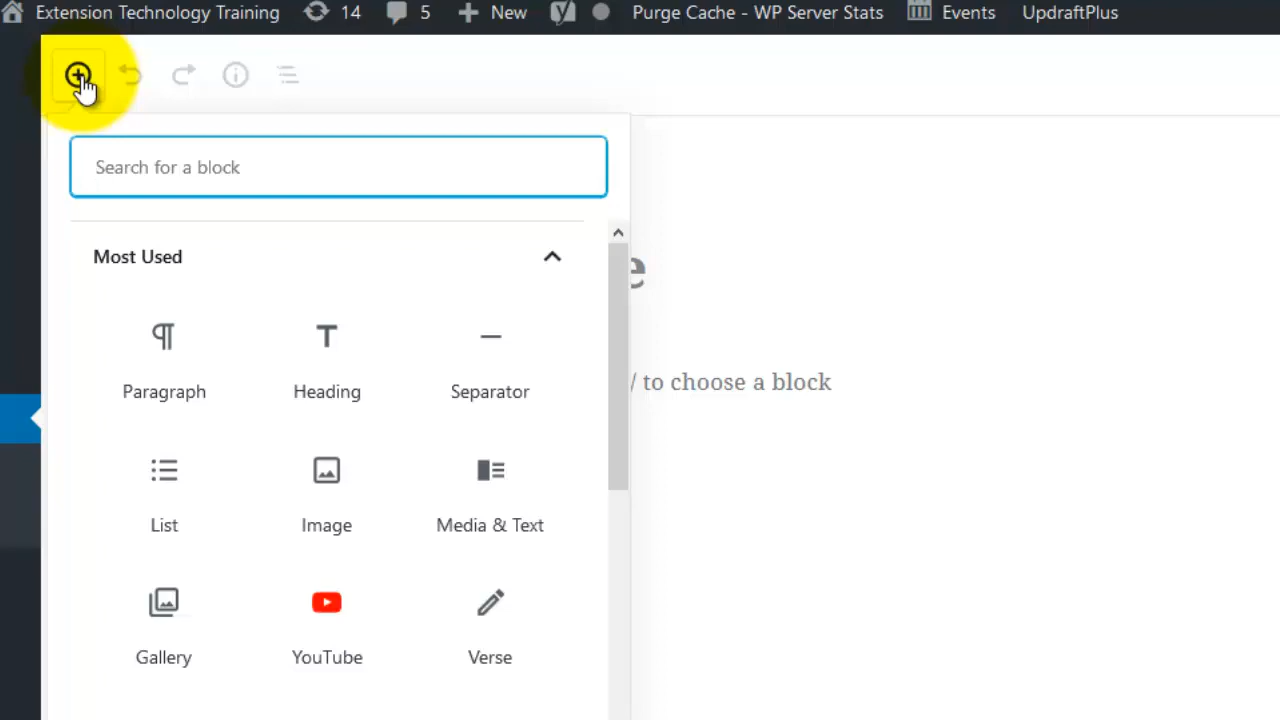 Extension Technology Training 14 5 New Purge Cache - WP Server Stats Events UpdraftPlus
Search for a block
Most Used
e
Paragraph Heading Separator
/ to choose a block
List Image Media & Text
Gallery YouTube Verse